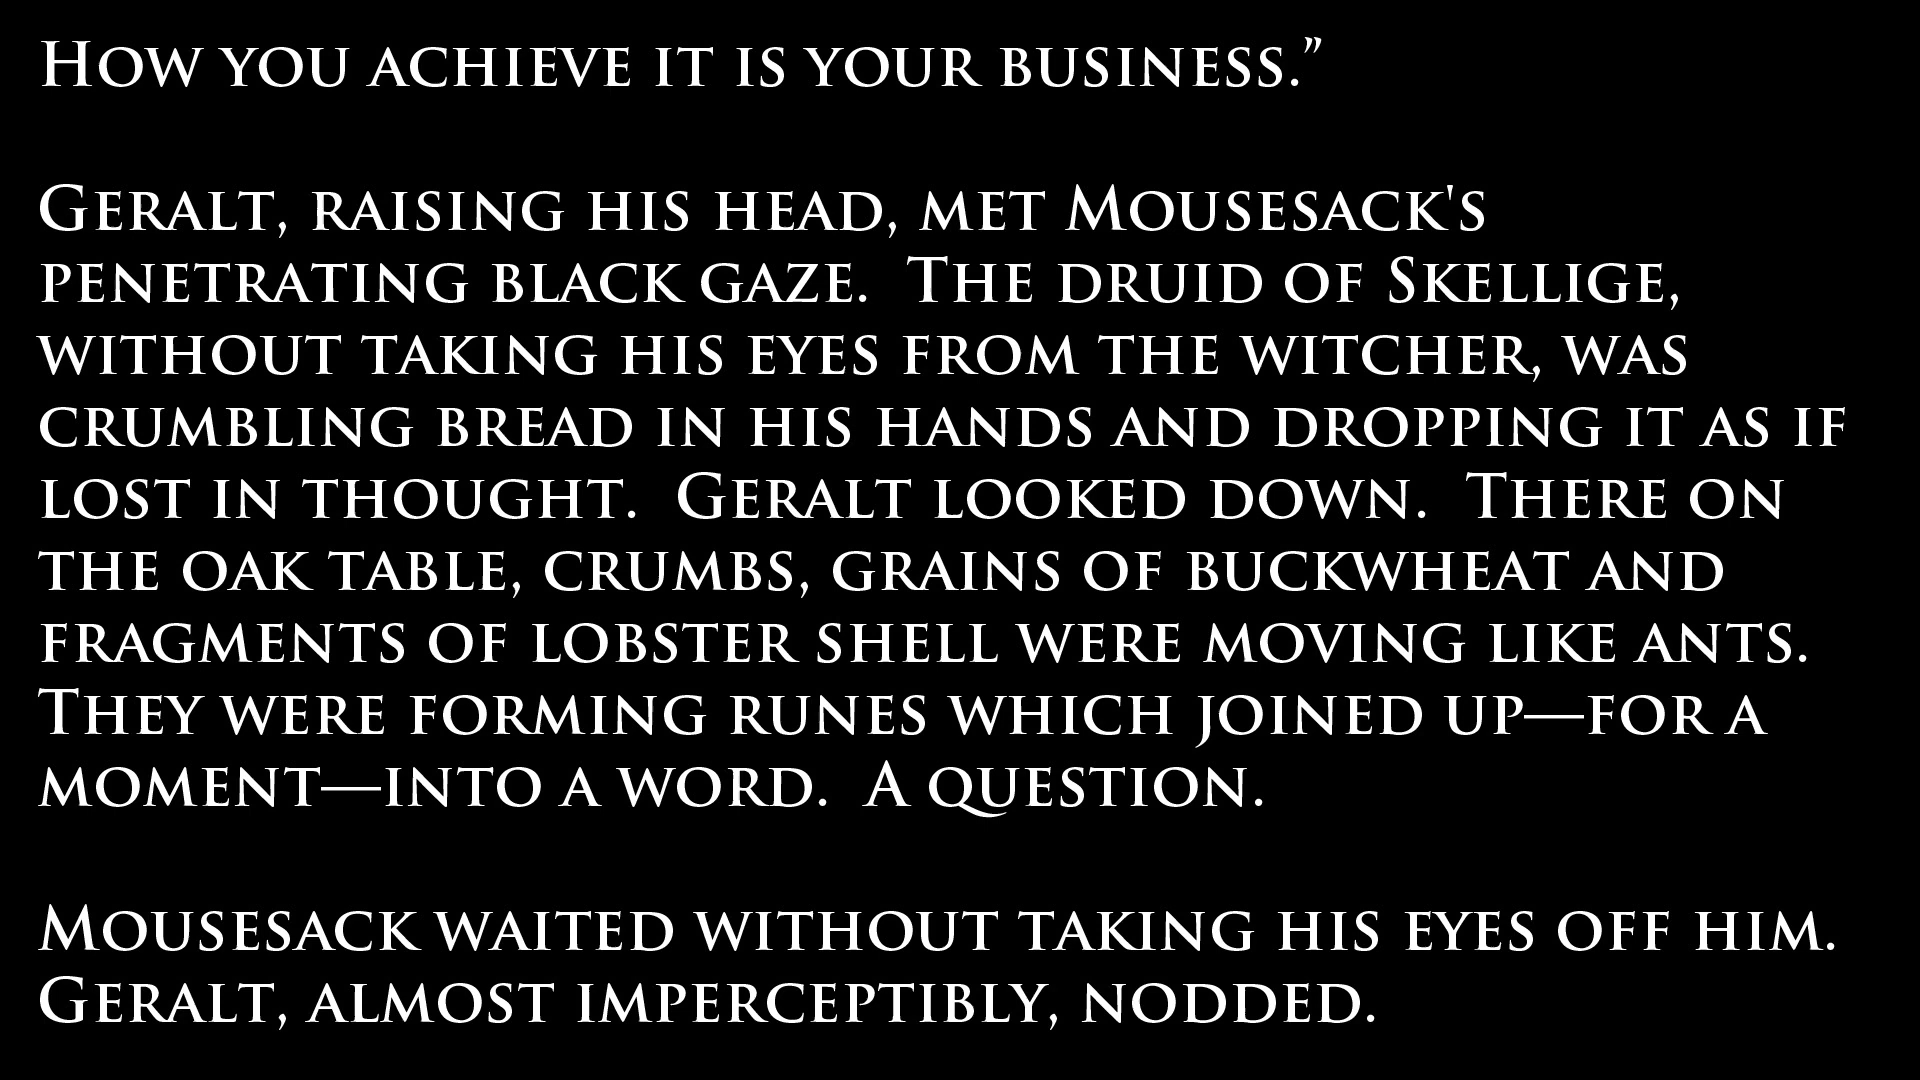 How you achieve it is your business.”
Geralt, raising his head, met Mousesack's
penetrating black gaze.  The druid of Skellige,
without taking his eyes from the witcher, was
crumbling bread in his hands and dropping it as if
lost in thought.  Geralt looked down.  There on
the oak table, crumbs, grains of buckwheat and
fragments of lobster shell were moving like ants.
They were forming runes which joined up—for a
moment—into a word.  A question.
Mousesack waited without taking his eyes off him.
Geralt, almost imperceptibly, nodded.